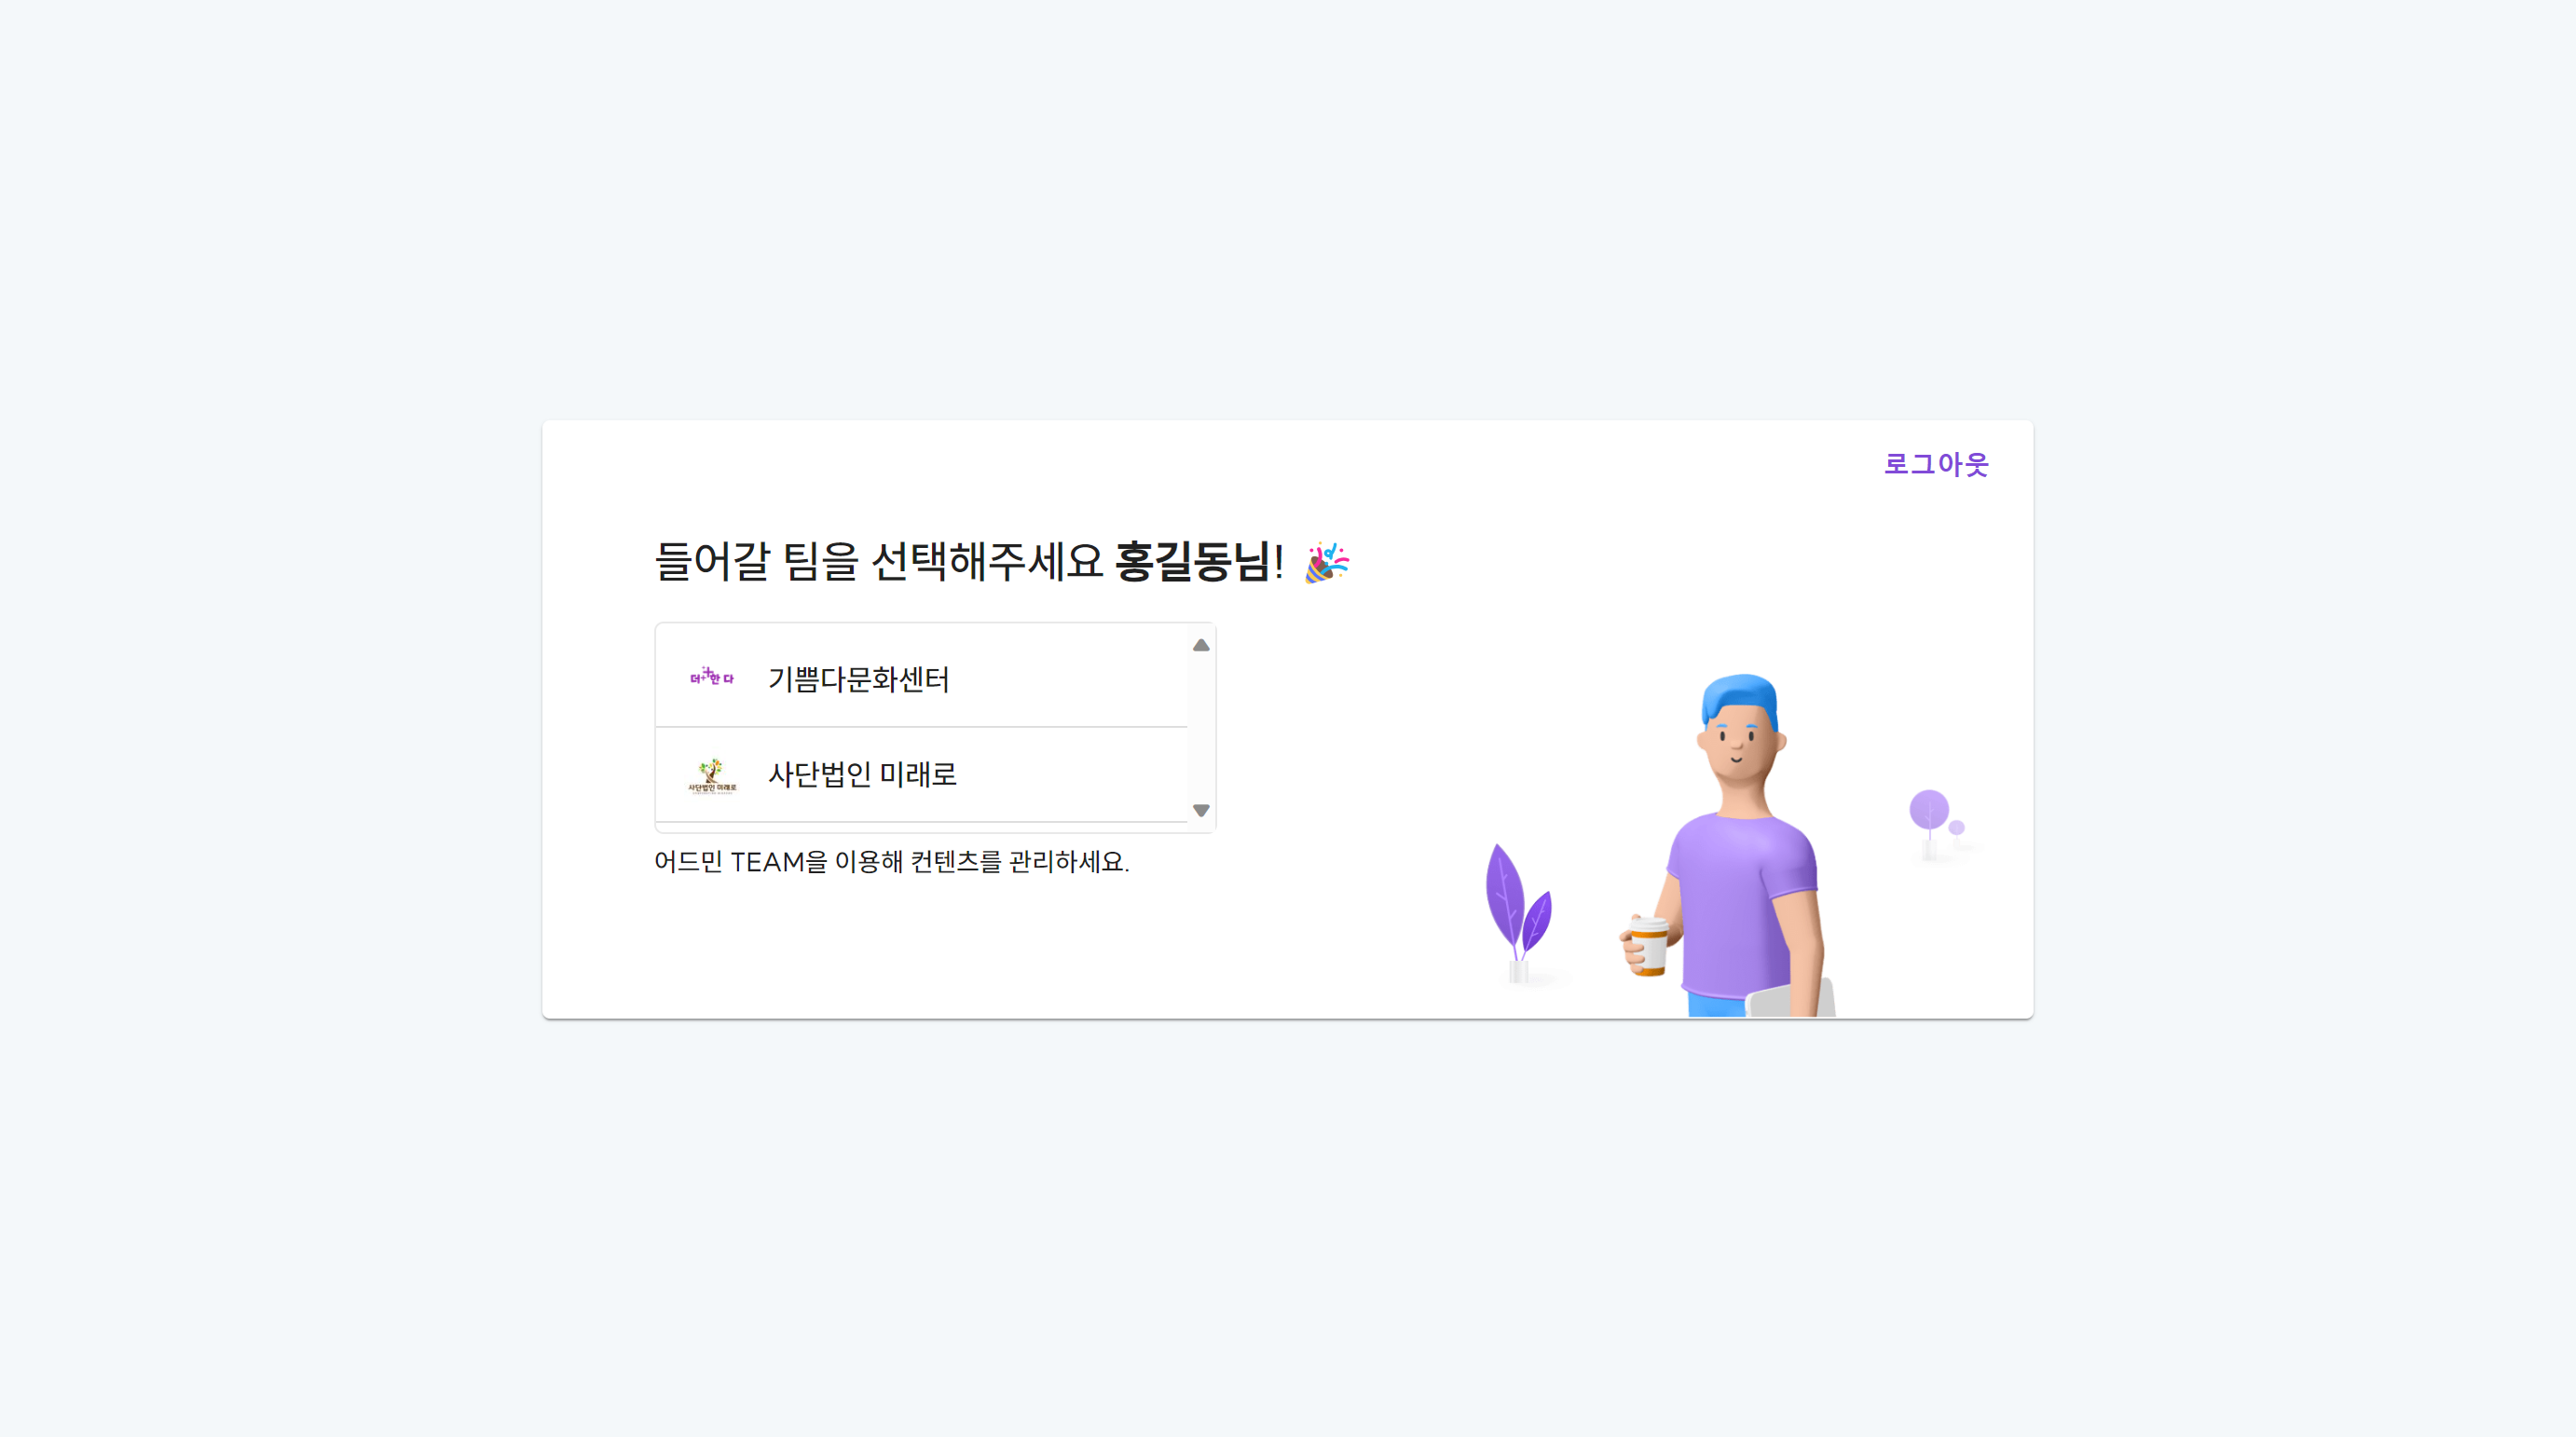 로그아웃
들어갈 팀을 선택해주세요 홍길동님! 🎉
더+한 다
기쁨다문화센터
사단법인 미래로
사단법인 미래로
어드민 TEAM을 이용해 컨텐츠를 관리하세요.